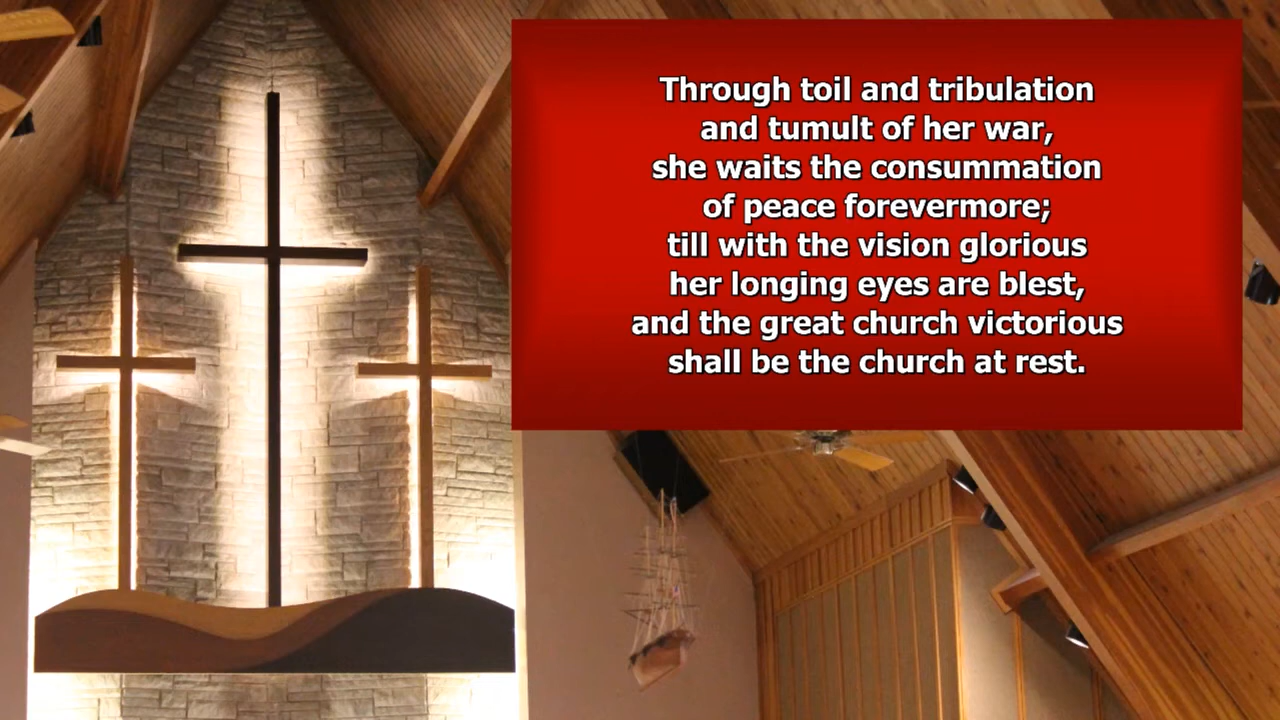 Through toil and tribulation
and tumult of her war,
she waits the consummation
of peace forevermore;
till with the vision glorious
her longing eyes are blest,
and the great church victorious
shall be the church at rest.